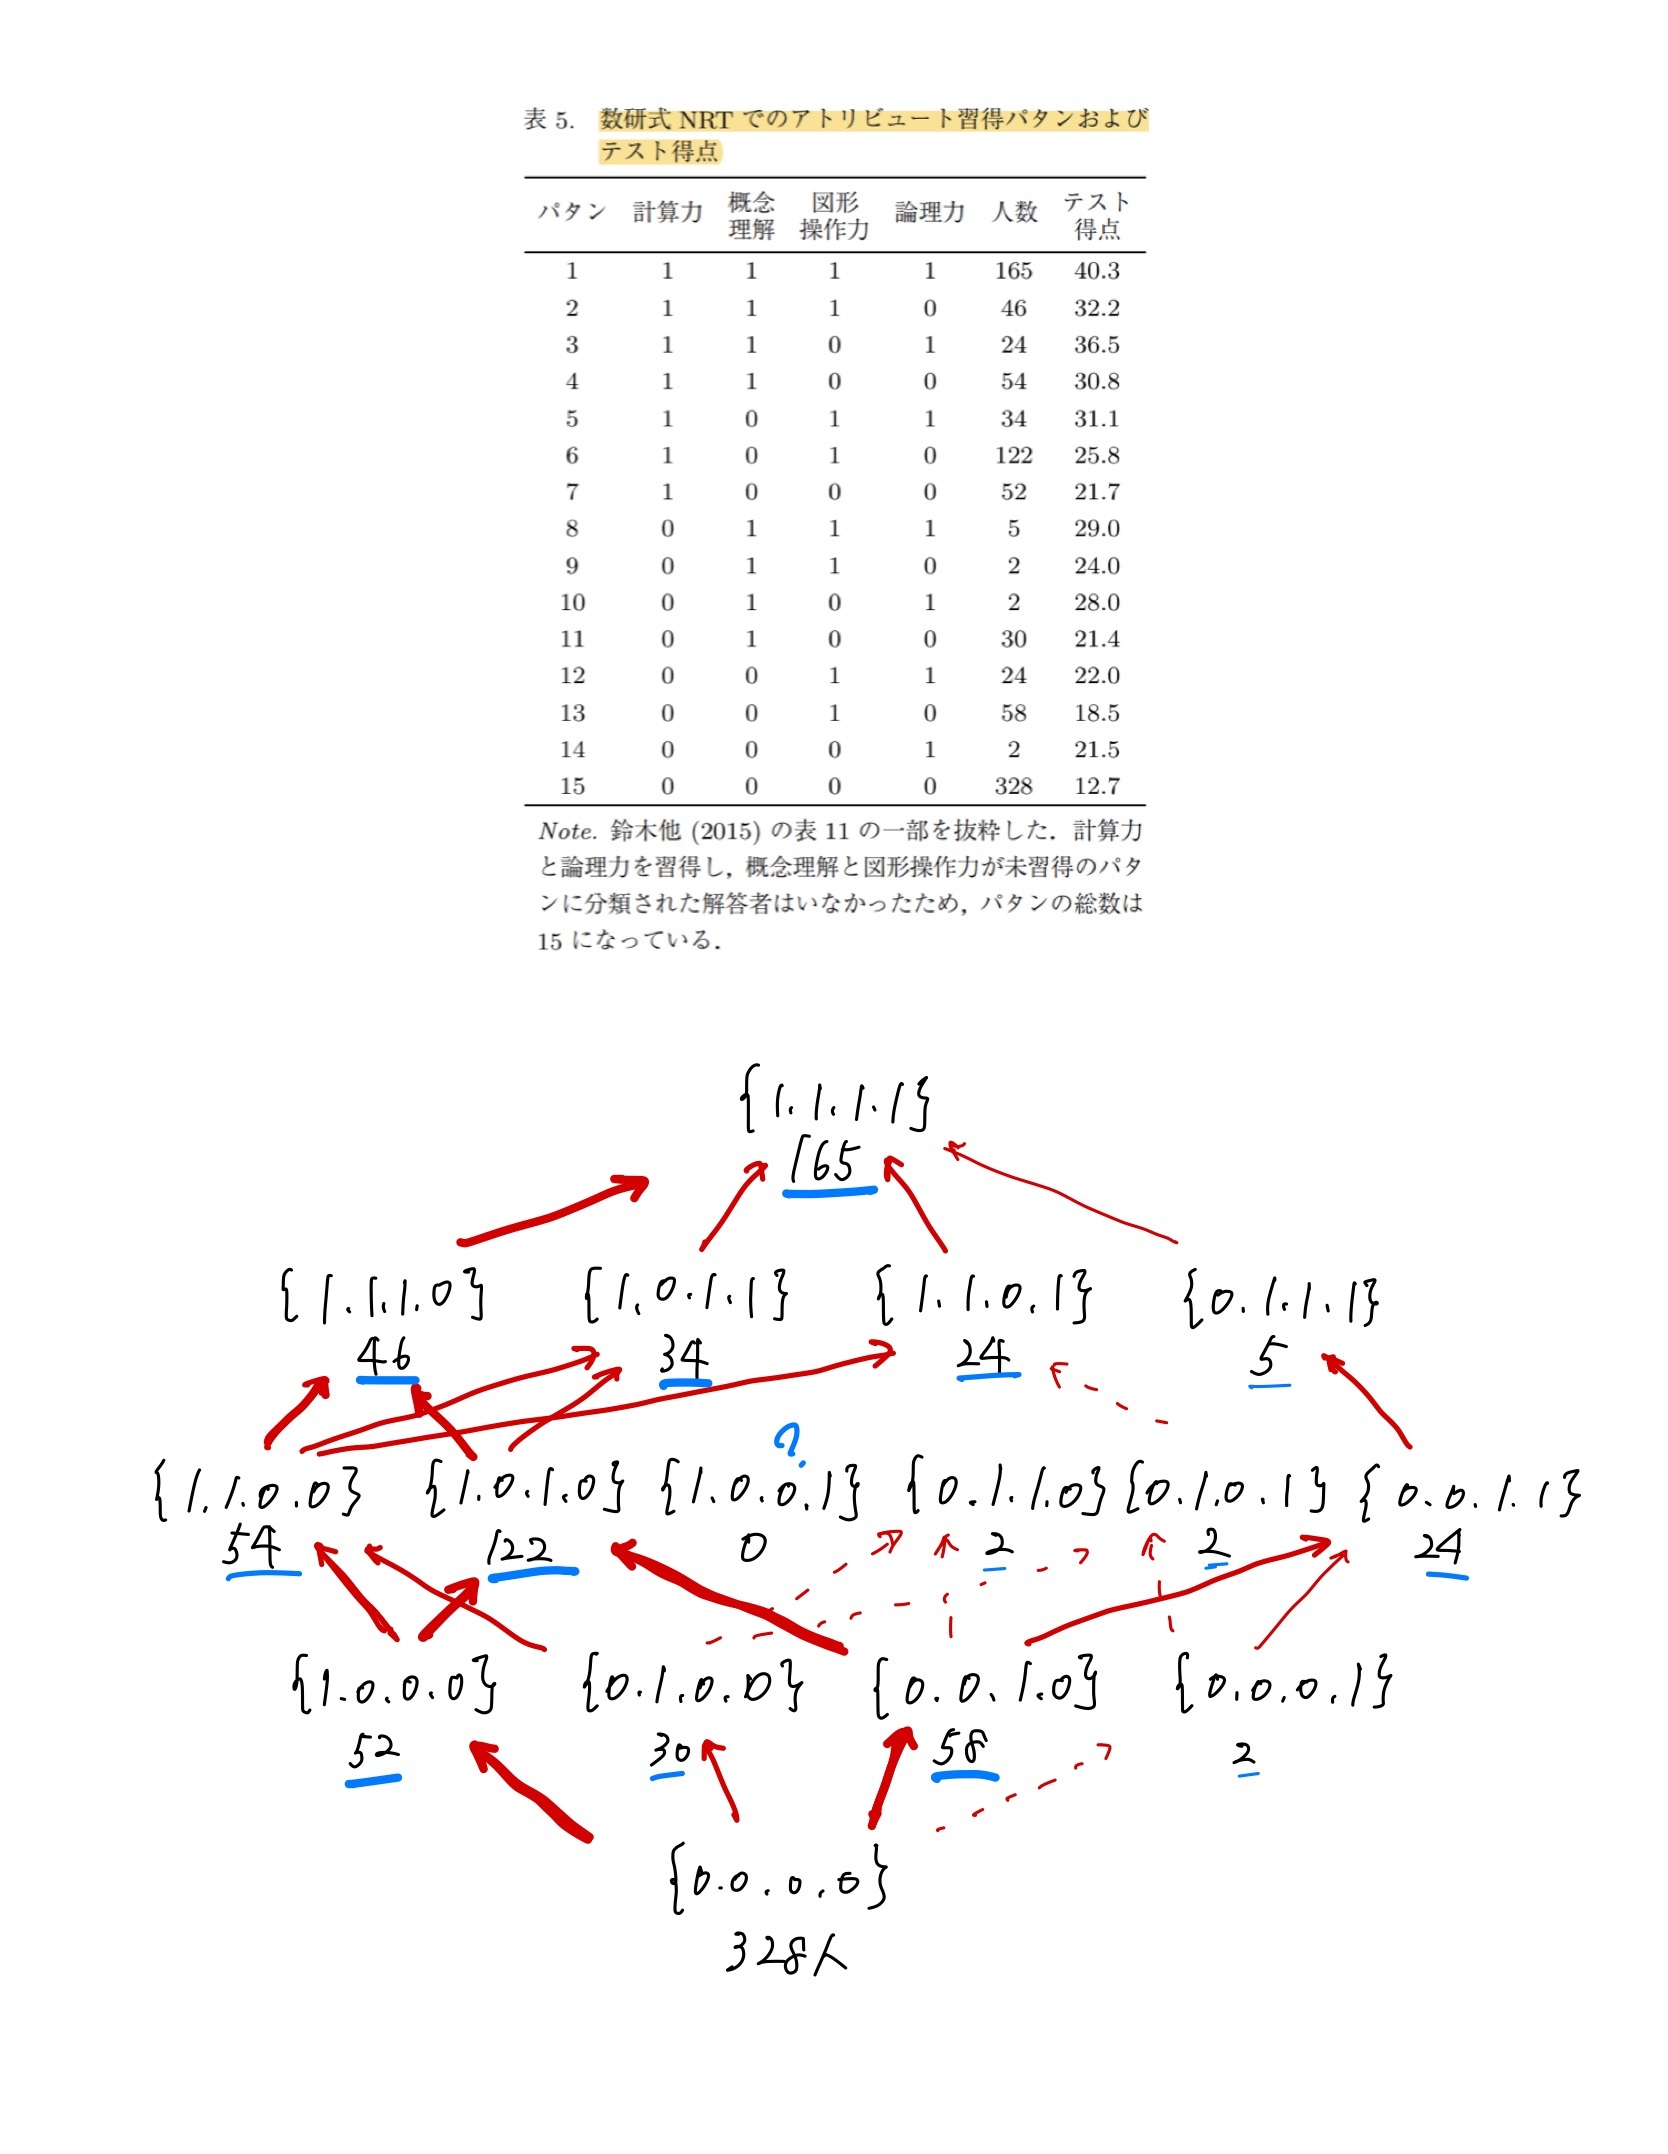 表 5. 数研式 NRT でのアトリビュート習得パタンおよび
テスト得点
パタン 計算力 概念理解 図形操作力 論理力 人数 テスト得点
1 1 1 1 1 165 40.3
2 1 1 1 0 46 32.2
3 1 1 0 1 24 36.5
4 1 1 0 0 54 30.8
5 1 0 1 1 34 31.1
6 1 0 1 0 122 25.8
7 1 0 0 0 52 21.7
8 0 1 1 1 5 29.0
9 0 1 1 0 2 24.0
10 0 1 0 1 2 28.0
11 0 1 0 0 30 21.4
12 0 0 1 1 24 22.0
13 0 0 1 0 58 18.5
14 0 0 0 1 2 21.5
15 0 0 0 0 328 12.7
Note. 鈴木他 (2015) の表 11 の一部を抜粋した．計算力
と論理力を習得し，概念理解と図形操作力が未習得のパタ
ンに分類された解答者はいなかったため，パタンの総数は
15 になっている．
{1.1.1.1}
165
{1.1.1.0} {1.0.1.1} {1.1.0.1} {0.1.1.1}
46 34 24 5
?
{1.1.0.0} {1.0.1.0} {1.0.0.1} {0.1.1.0} {0.1.0.1} {0.0.1.1}
54 122 0 2 2 24
{1.0.0.0} {0.1.0.0} {0.0.1.0} {0.0.0.1}
52 30 58 2
{0.0.0.0}
328人